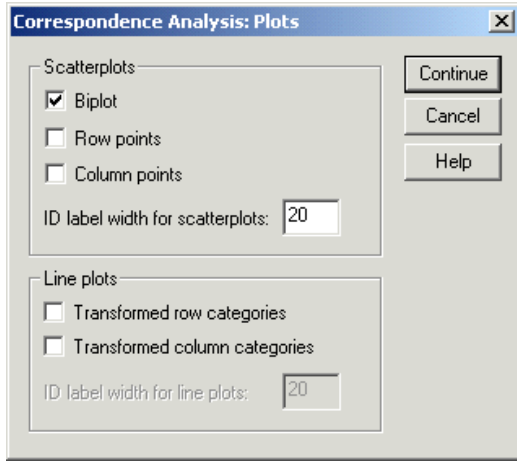 Correspondence Analysis: Plots
Scatterplots
Biplot
Row points
Column points
ID label width for scatterplots: 20
Continue
Cancel
Help
Line plots
Transformed row categories
Transformed column categories
ID label width for line plots: 20